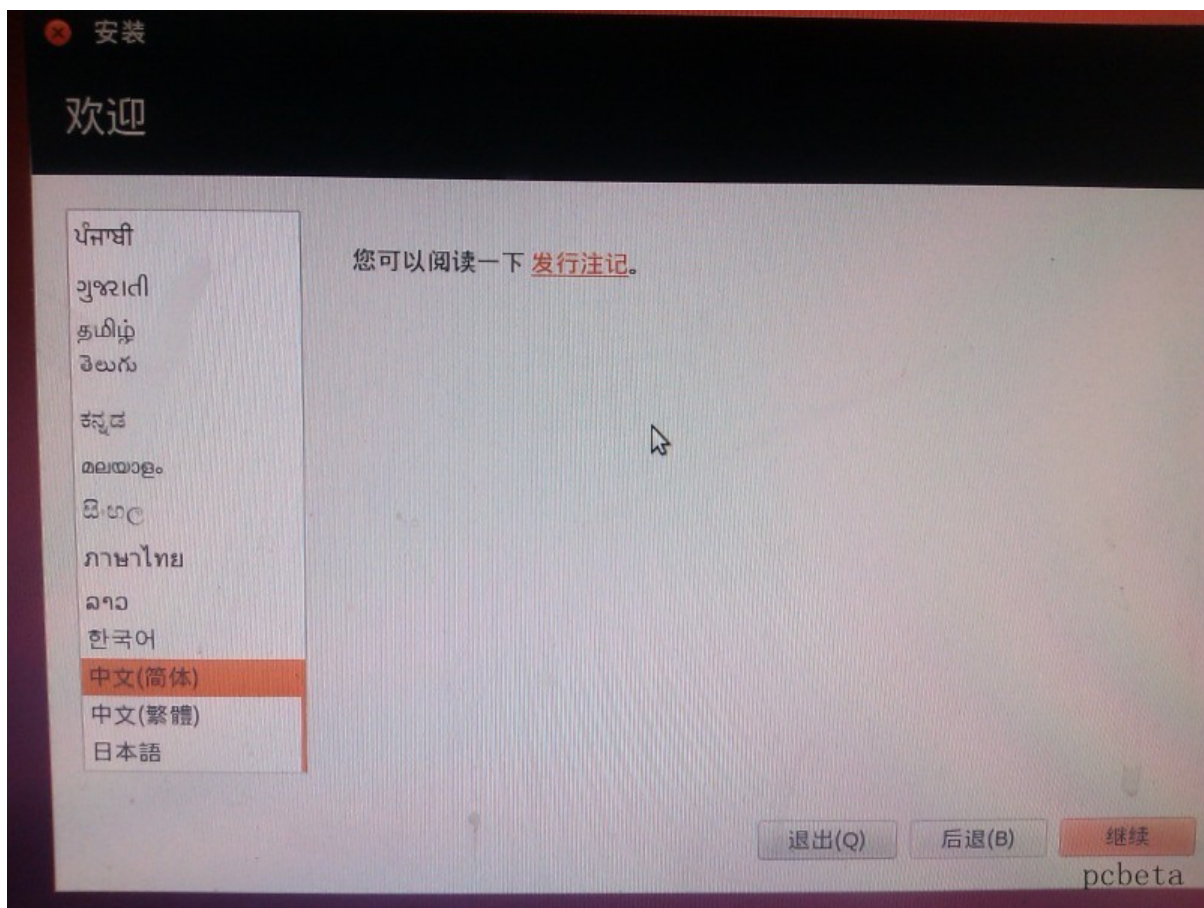 安装
欢迎
ਪੰਜਾਬੀ
ગુજરાતી
தமிழ்
తెలుగు
ಕನ್ನಡ
മലയാളം
සිංහල
ภาษาไทย
ລາວ
한국어
中文(简体)
中文(繁體)
日本語
您可以阅读一下 发行注记。
退出(Q) 后退(B) 继续
pcbeta